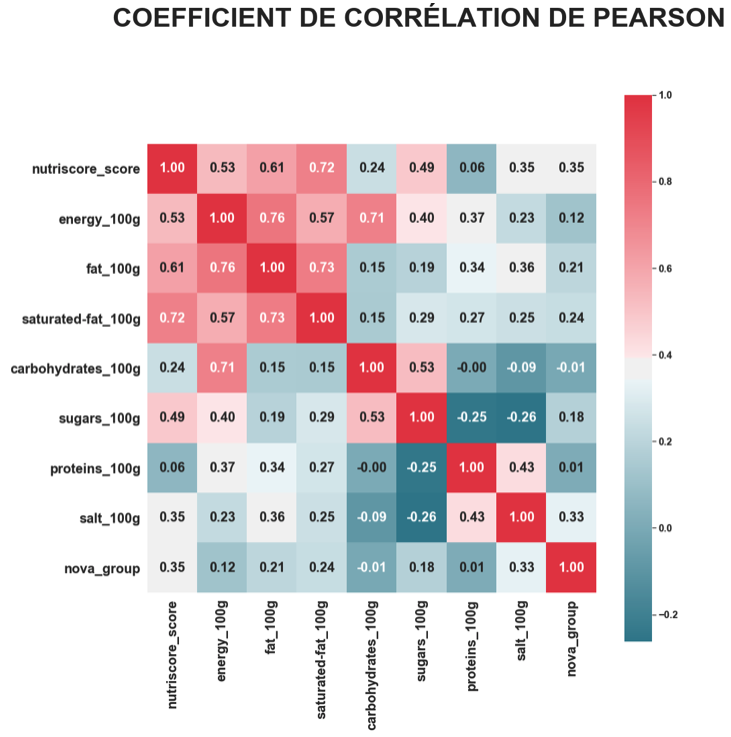 COEFFICIENT DE CORRÉLATION DE PEARSON
nutriscore_score 1.00 0.53 0.61 0.72 0.24 0.49 0.06 0.35 0.35
energy_100g 0.53 1.00 0.76 0.57 0.71 0.40 0.37 0.23 0.12
fat_100g 0.61 0.76 1.00 0.73 0.15 0.19 0.34 0.36 0.21
saturated-fat_100g 0.72 0.57 0.73 1.00 0.15 0.29 0.27 0.25 0.24
carbohydrates_100g 0.24 0.71 0.15 0.15 1.00 0.53 -0.00 -0.09 -0.01
sugars_100g 0.49 0.40 0.19 0.29 0.53 1.00 -0.25 -0.26 0.18
proteins_100g 0.06 0.37 0.34 0.27 -0.00 -0.25 1.00 0.43 0.01
salt_100g 0.35 0.23 0.36 0.25 -0.09 -0.26 0.43 1.00 0.33
nova_group 0.35 0.12 0.21 0.24 -0.01 0.18 0.01 0.33 1.00
nutriscore_score
energy_100g
fat_100g
saturated-fat_100g
carbohydrates_100g
sugars_100g
proteins_100g
salt_100g
nova_group
1.0
0.8
0.6
0.4
0.2
0.0
−0.2